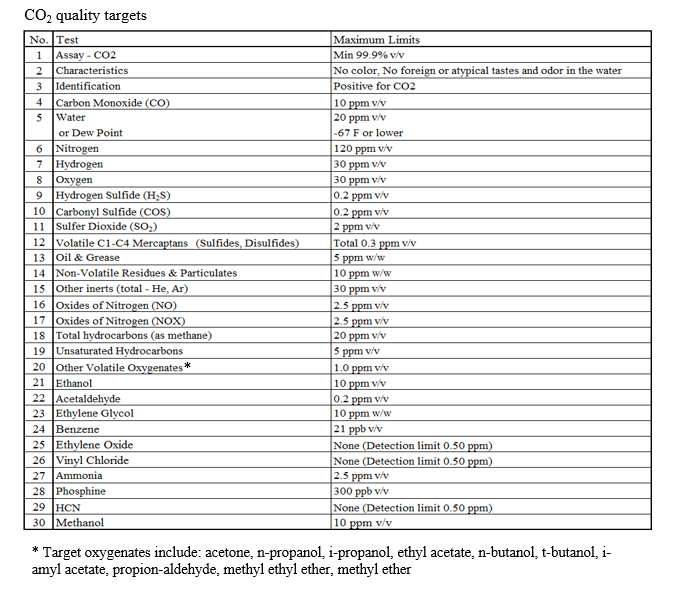 CO₂ quality targets
No. Test Maximum Limits
1 Assay - CO2 Min 99.9% v/v
2 Characteristics No color, No foreign or atypical tastes and odor in the water
3 Identification Positive for CO2
4 Carbon Monoxide (CO) 10 ppm v/v
5 Water 20 ppm v/v
or Dew Point -67 F or lower
6 Nitrogen 120 ppm v/v
7 Hydrogen 30 ppm v/v
8 Oxygen 30 ppm v/v
9 Hydrogen Sulfide (H₂S) 0.2 ppm v/v
10 Carbonyl Sulfide (COS) 0.2 ppm v/v
11 Sulfer Dioxide (SO₂) 2 ppm v/v
12 Volatile C1-C4 Mercaptans (Sulfides, Disulfides) Total 0.3 ppm v/v
13 Oil & Grease 5 ppm w/w
14 Non-Volatile Residues & Particulates 10 ppm w/w
15 Other inerts (total - He, Ar) 30 ppm v/v
16 Oxides of Nitrogen (NO) 2.5 ppm v/v
17 Oxides of Nitrogen (NOX) 2.5 ppm v/v
18 Total hydrocarbons (as methane) 20 ppm v/v
19 Unsaturated Hydrocarbons 5 ppm v/v
20 Other Volatile Oxygenates* 1.0 ppm v/v
21 Ethanol 10 ppm v/v
22 Acetaldehyde 0.2 ppm v/v
23 Ethylene Glycol 10 ppm w/w
24 Benzene 21 ppb v/v
25 Ethylene Oxide None (Detection limit 0.50 ppm)
26 Vinyl Chloride None (Detection limit 0.50 ppm)
27 Ammonia 2.5 ppm v/v
28 Phosphine 300 ppb v/v
29 HCN None (Detection limit 0.50 ppm)
30 Methanol 10 ppm v/v
* Target oxygenates include: acetone, n-propanol, i-propanol, ethyl acetate, n-butanol, t-butanol, i-
amyl acetate, propion-aldehyde, methyl ethyl ether, methyl ether